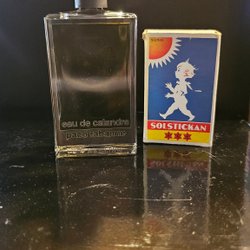 eau de calandre
paco rabanne
SOLSTICKAN